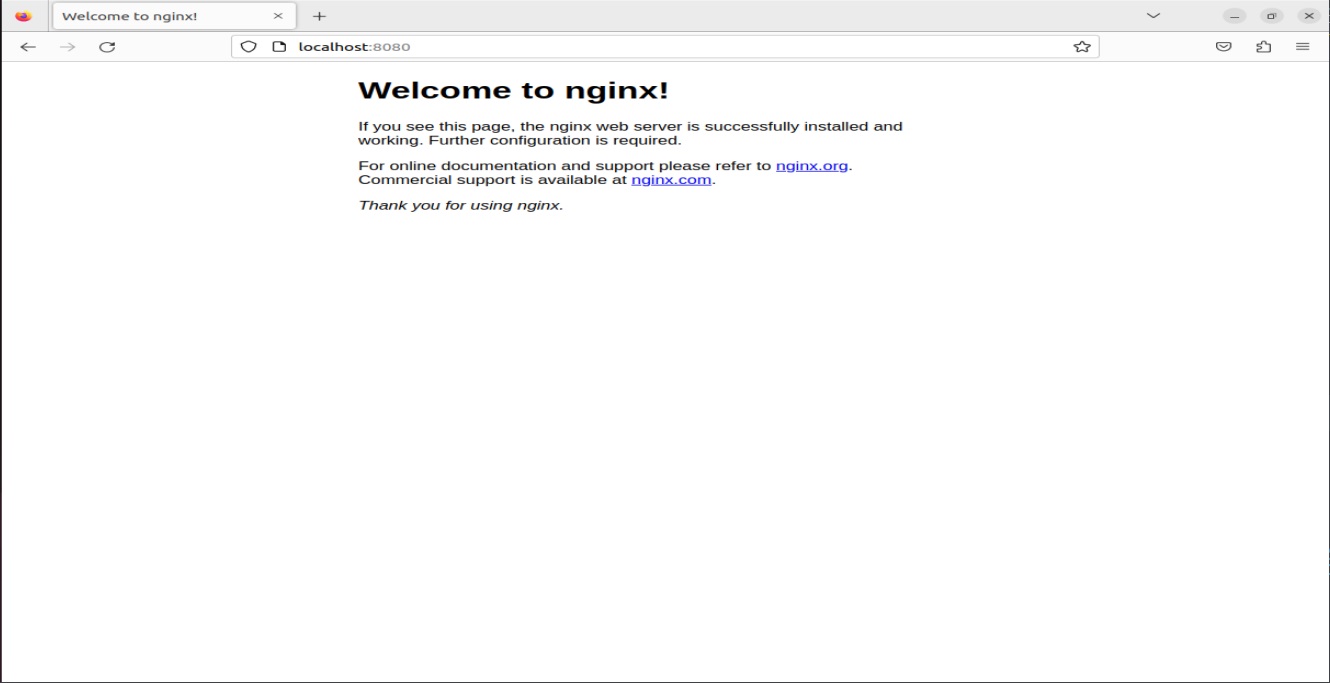 Welcome to nginx!
localhost:8080
Welcome to nginx!
If you see this page, the nginx web server is successfully installed and
working. Further configuration is required.
For online documentation and support please refer to nginx.org.
Commercial support is available at nginx.com.
Thank you for using nginx.